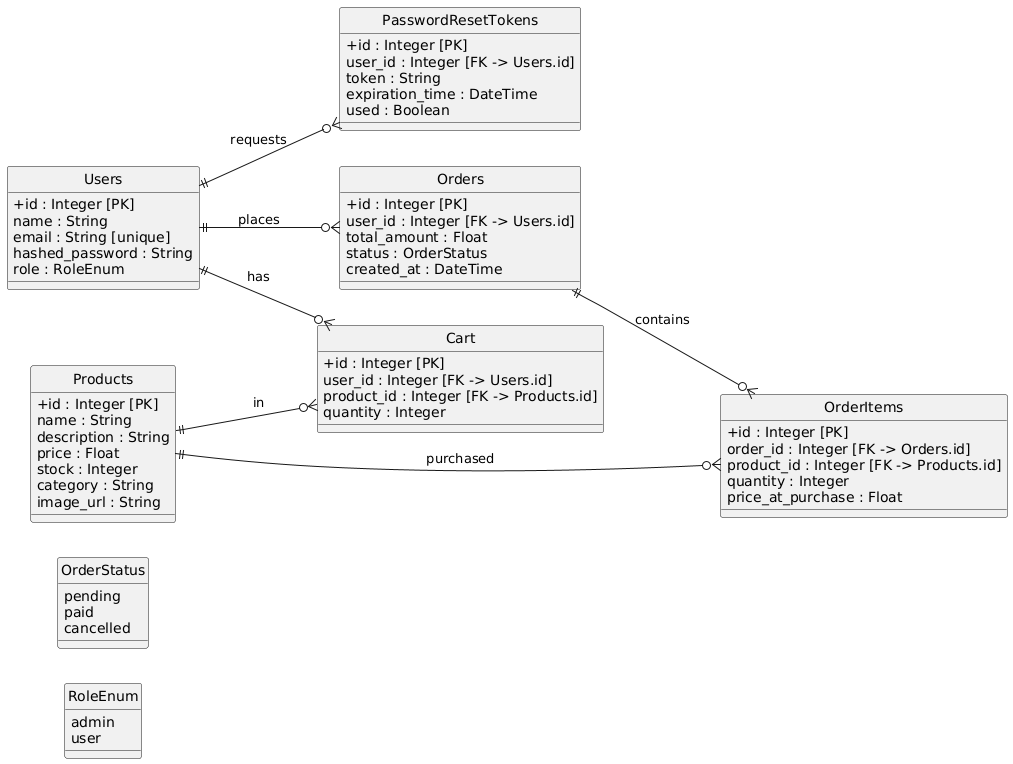 PasswordResetTokens
+id : Integer [PK]
user_id : Integer [FK -> Users.id]
token : String
expiration_time : DateTime
used : Boolean
requests
Users
+id : Integer [PK]
name : String
email : String [unique]
hashed_password : String
role : RoleEnum
places
Orders
+id : Integer [PK]
user_id : Integer [FK -> Users.id]
total_amount : Float
status : OrderStatus
created_at : DateTime
has
contains
Cart
+id : Integer [PK]
user_id : Integer [FK -> Users.id]
product_id : Integer [FK -> Products.id]
quantity : Integer
Products
+id : Integer [PK]
name : String
description : String
price : Float
stock : Integer
category : String
image_url : String
in
purchased
OrderItems
+id : Integer [PK]
order_id : Integer [FK -> Orders.id]
product_id : Integer [FK -> Products.id]
quantity : Integer
price_at_purchase : Float
OrderStatus
pending
paid
cancelled
RoleEnum
admin
user